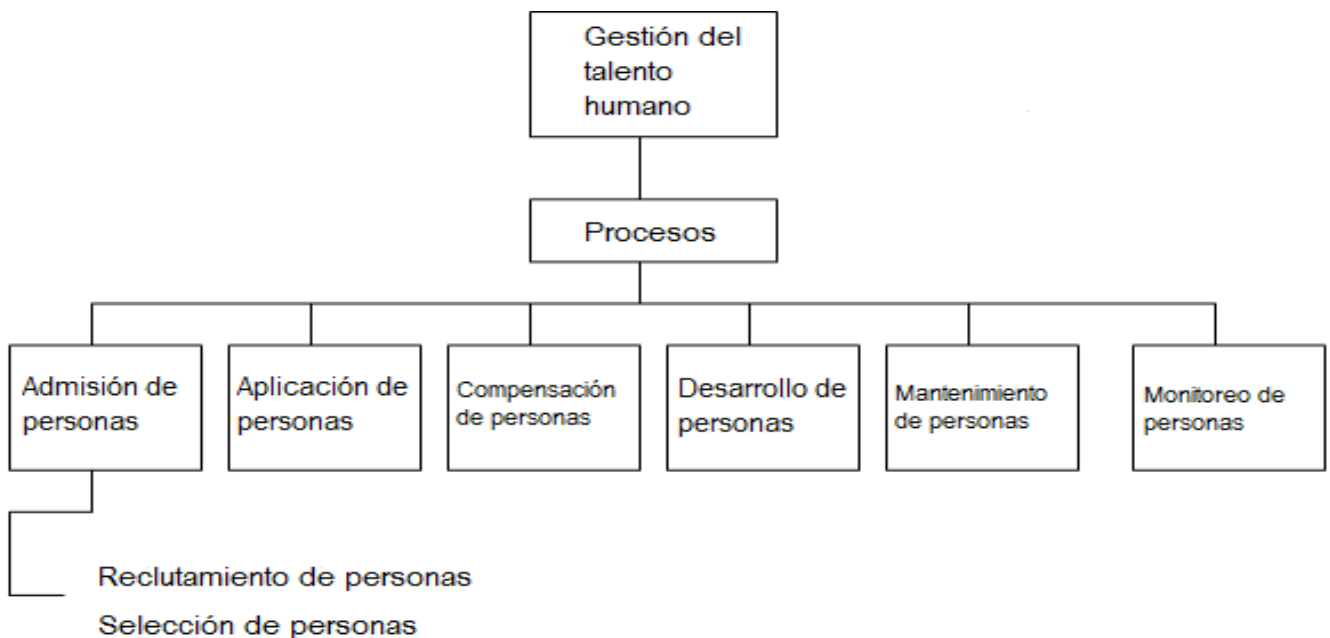 Gestión del
talento
humano
Procesos
Admisión de
personas
Aplicación de
personas
Compensación
de personas
Desarrollo de
personas
Mantenimiento
de personas
Monitoreo de
personas
Reclutamiento de personas
Selección de personas